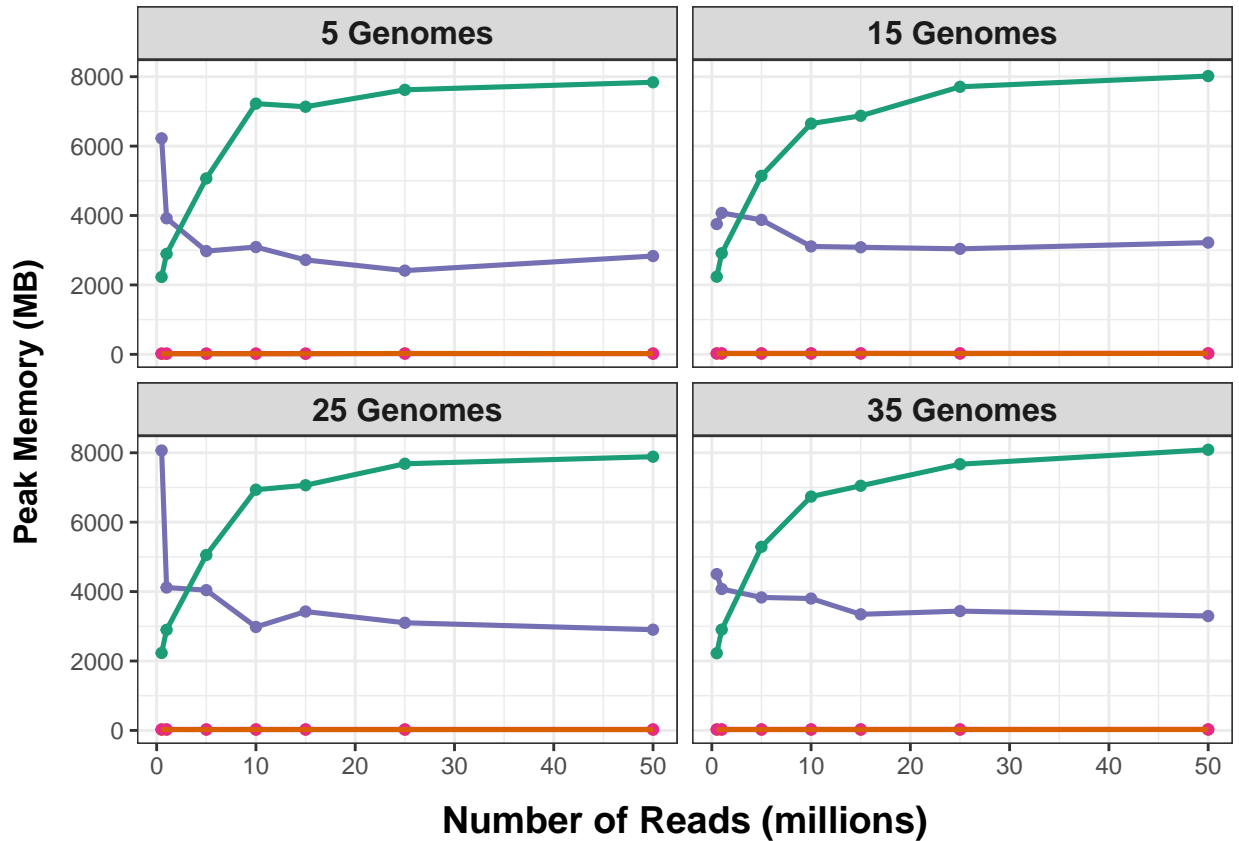 5 Genomes
15 Genomes
8000
6000
4000
2000
0
25 Genomes
35 Genomes
8000
6000
4000
2000
0
0 10 20 30 40 50
0 10 20 30 40 50
Peak Memory (MB)
Number of Reads (millions)